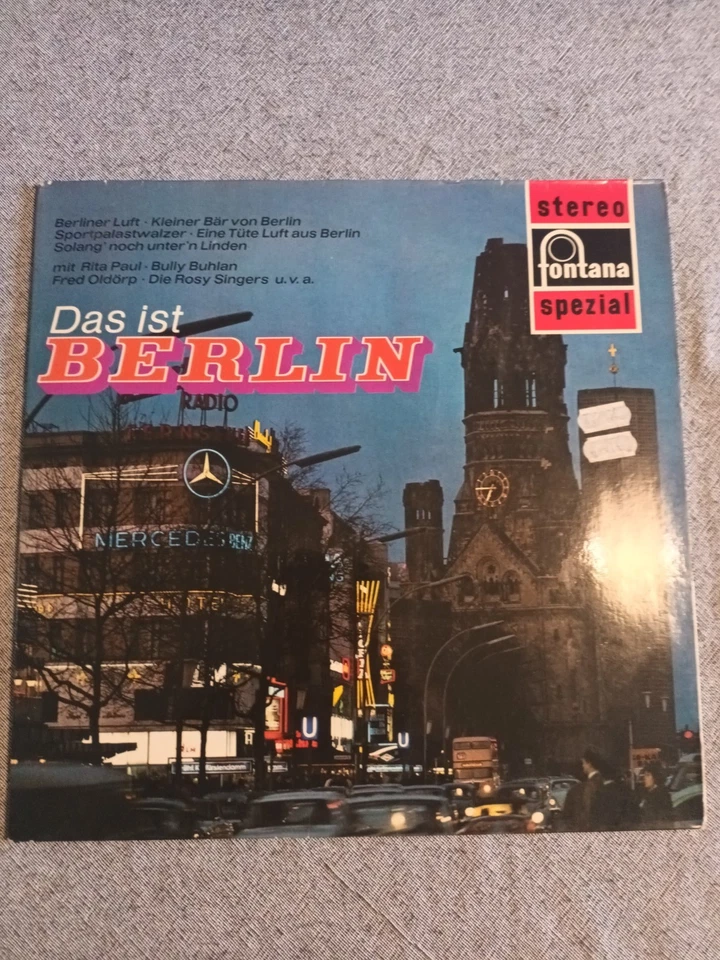 Berliner Luft · Kleiner Bär von Berlin
Sportpalastwalzer · Eine Tüte Luft aus Berlin
Solang' noch unter'n Linden
mit Rita Paul · Bully Buhlan
Fred Oldörp · Die Rosy Singers u.v.a.
Das ist
BERLIN
stereo
fontana
spezial
RADIO
MERCEDES BENZ
U
U